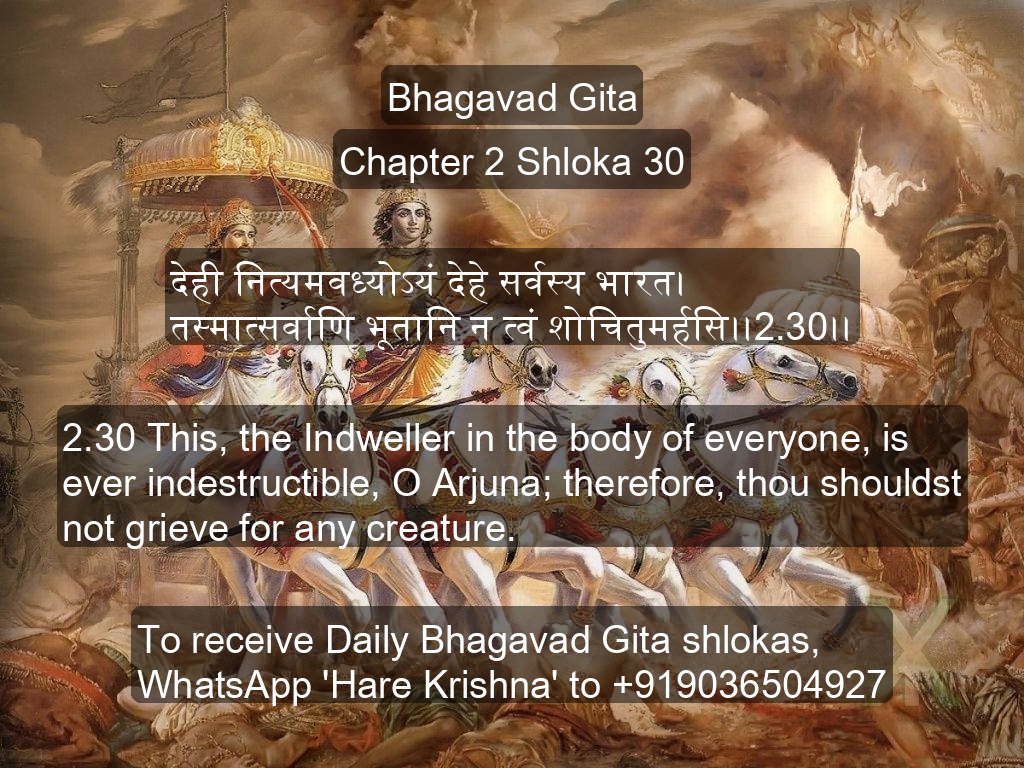 Bhagavad Gita
Chapter 2 Shloka 30
देही नित्यमवध्योऽयं देहे सर्वस्य भारत।
तस्मात्सर्वाणि भूतानि न त्वं शोचितुमर्हसि।।2.30।।
2.30 This, the Indweller in the body of everyone, is
ever indestructible, O Arjuna; therefore, thou shouldst
not grieve for any creature.
To receive Daily Bhagavad Gita shlokas,
WhatsApp 'Hare Krishna' to +919036504927